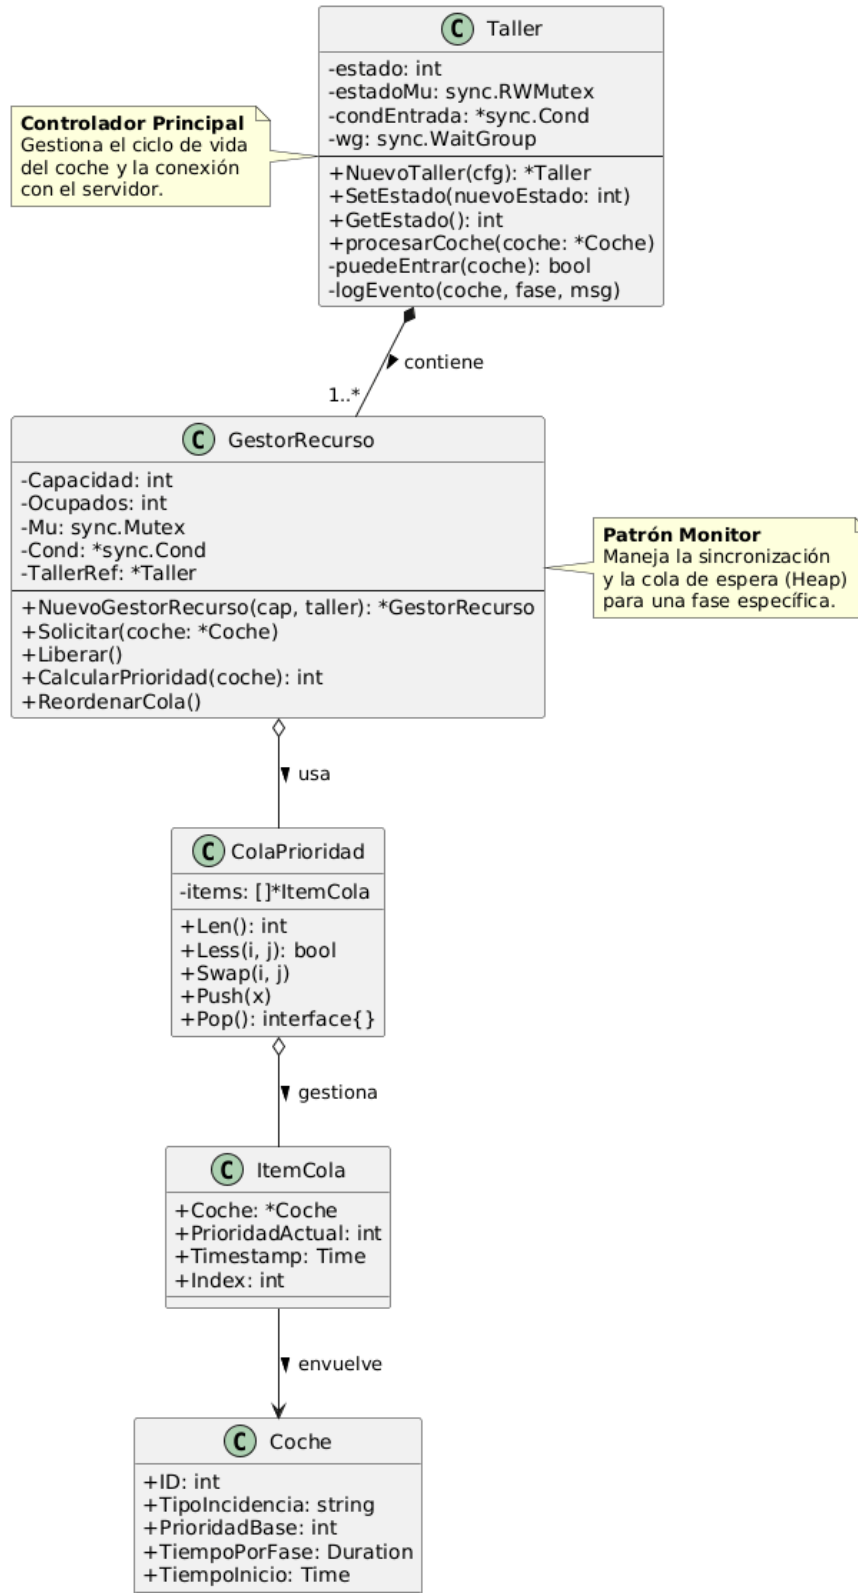 C Taller
-estado: int
-estadoMu: sync.RWMutex
-condEntrada: *sync.Cond
-wg: sync.WaitGroup
+NuevoTaller(cfg): *Taller
+SetEstado(nuevoEstado: int)
+GetEstado(): int
+procesarCoche(coche: *Coche)
-puedeEntrar(coche): bool
-logEvento(coche, fase, msg)
Controlador Principal
Gestiona el ciclo de vida
del coche y la conexión
con el servidor.
contiene
1..*
C GestorRecurso
-Capacidad: int
-Ocupados: int
-Mu: sync.Mutex
-Cond: *sync.Cond
-TallerRef: *Taller
+NuevoGestorRecurso(cap, taller): *GestorRecurso
+Solicitar(coche: *Coche)
+Liberar()
+CalcularPrioridad(coche): int
+ReordenarCola()
Patrón Monitor
Maneja la sincronización
y la cola de espera (Heap)
para una fase específica.
usa
C ColaPrioridad
-items: []*ItemCola
+Len(): int
+Less(i, j): bool
+Swap(i, j)
+Push(x)
+Pop(): interface{}
gestiona
C ItemCola
+Coche: *Coche
+PrioridadActual: int
+Timestamp: Time
+Index: int
envuelve
C Coche
+ID: int
+TipoIncidencia: string
+PrioridadBase: int
+TiempoPorFase: Duration
+TiempoInicio: Time